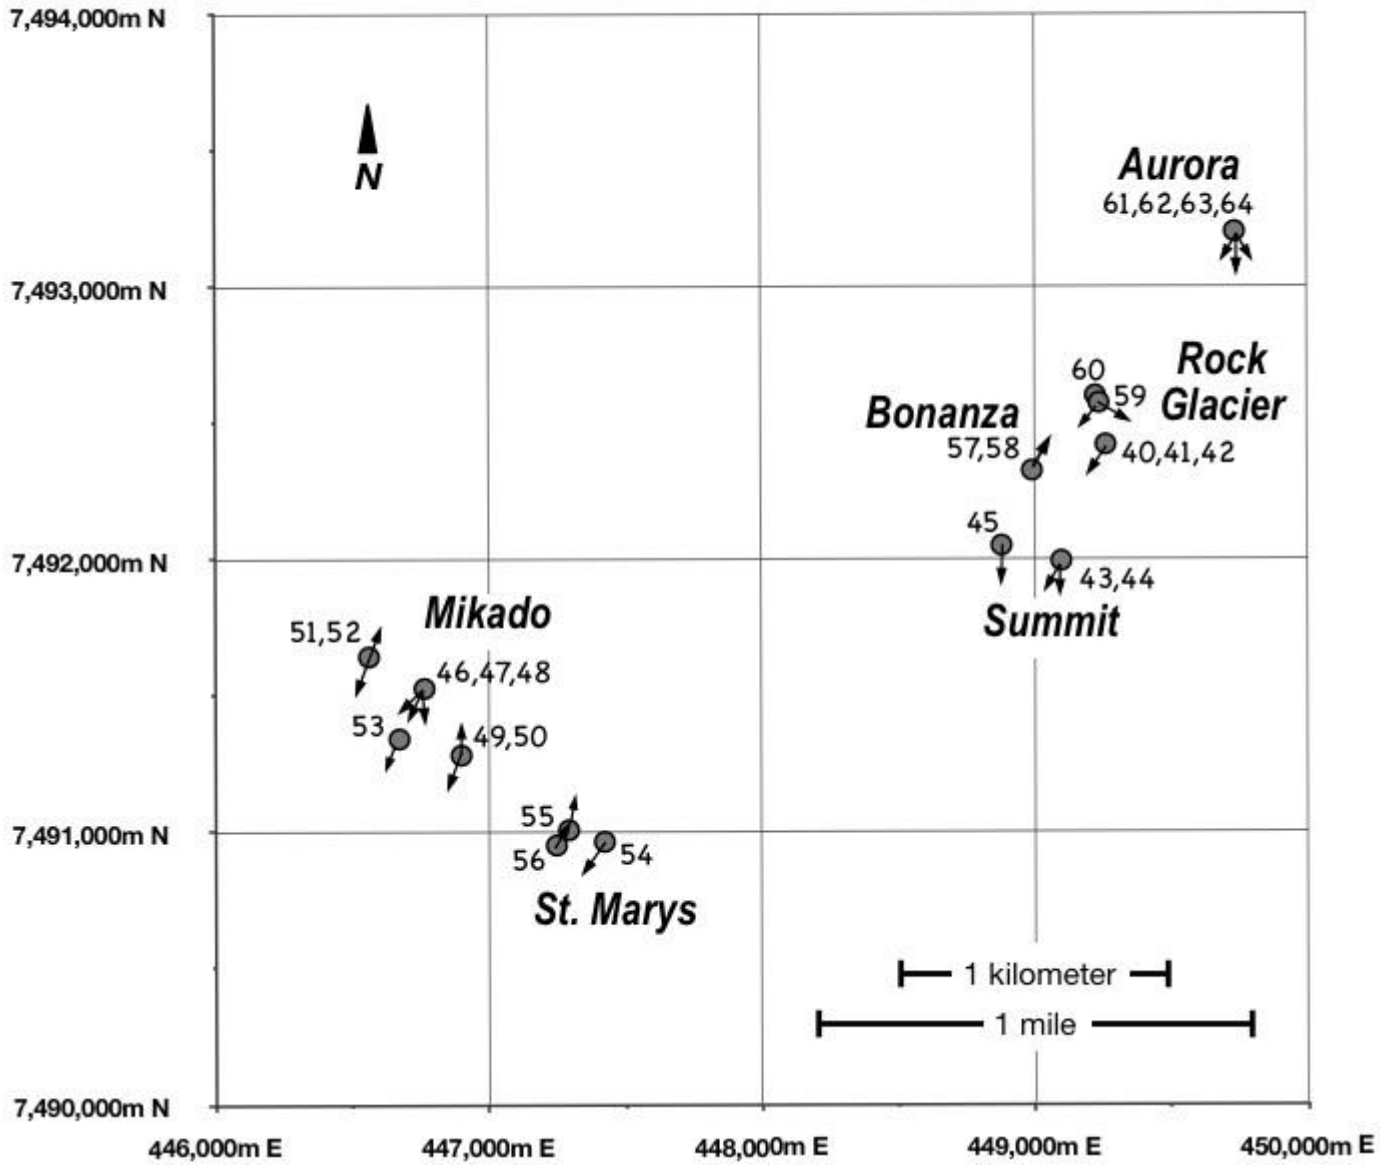 7,494,000m N
N
Aurora
61,62,63,64
7,493,000m N
Rock
Glacier
60
59
Bonanza
57,58
40,41,42
45
7,492,000m N
43,44
Summit
Mikado
51,52
46,47,48
53
49,50
7,491,000m N
55
56
54
St. Marys
1 kilometer
1 mile
7,490,000m N
446,000m E
447,000m E
448,000m E
449,000m E
450,000m E